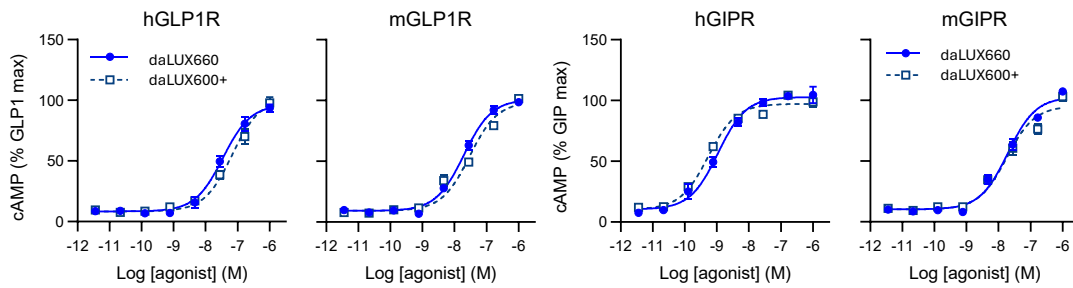 hGLP1R
mGLP1R
hGIPR
mGIPR
cAMP (% GLP1 max)
150
100
50
0
daLUX660
daLUX600+
-12 -11 -10 -9 -8 -7 -6
Log [agonist] (M)
-12 -11 -10 -9 -8 -7 -6
Log [agonist] (M)
cAMP (% GIP max)
150
100
50
0
-12 -11 -10 -9 -8 -7 -6
Log [agonist] (M)
daLUX660
daLUX600+
-12 -11 -10 -9 -8 -7 -6
Log [agonist] (M)